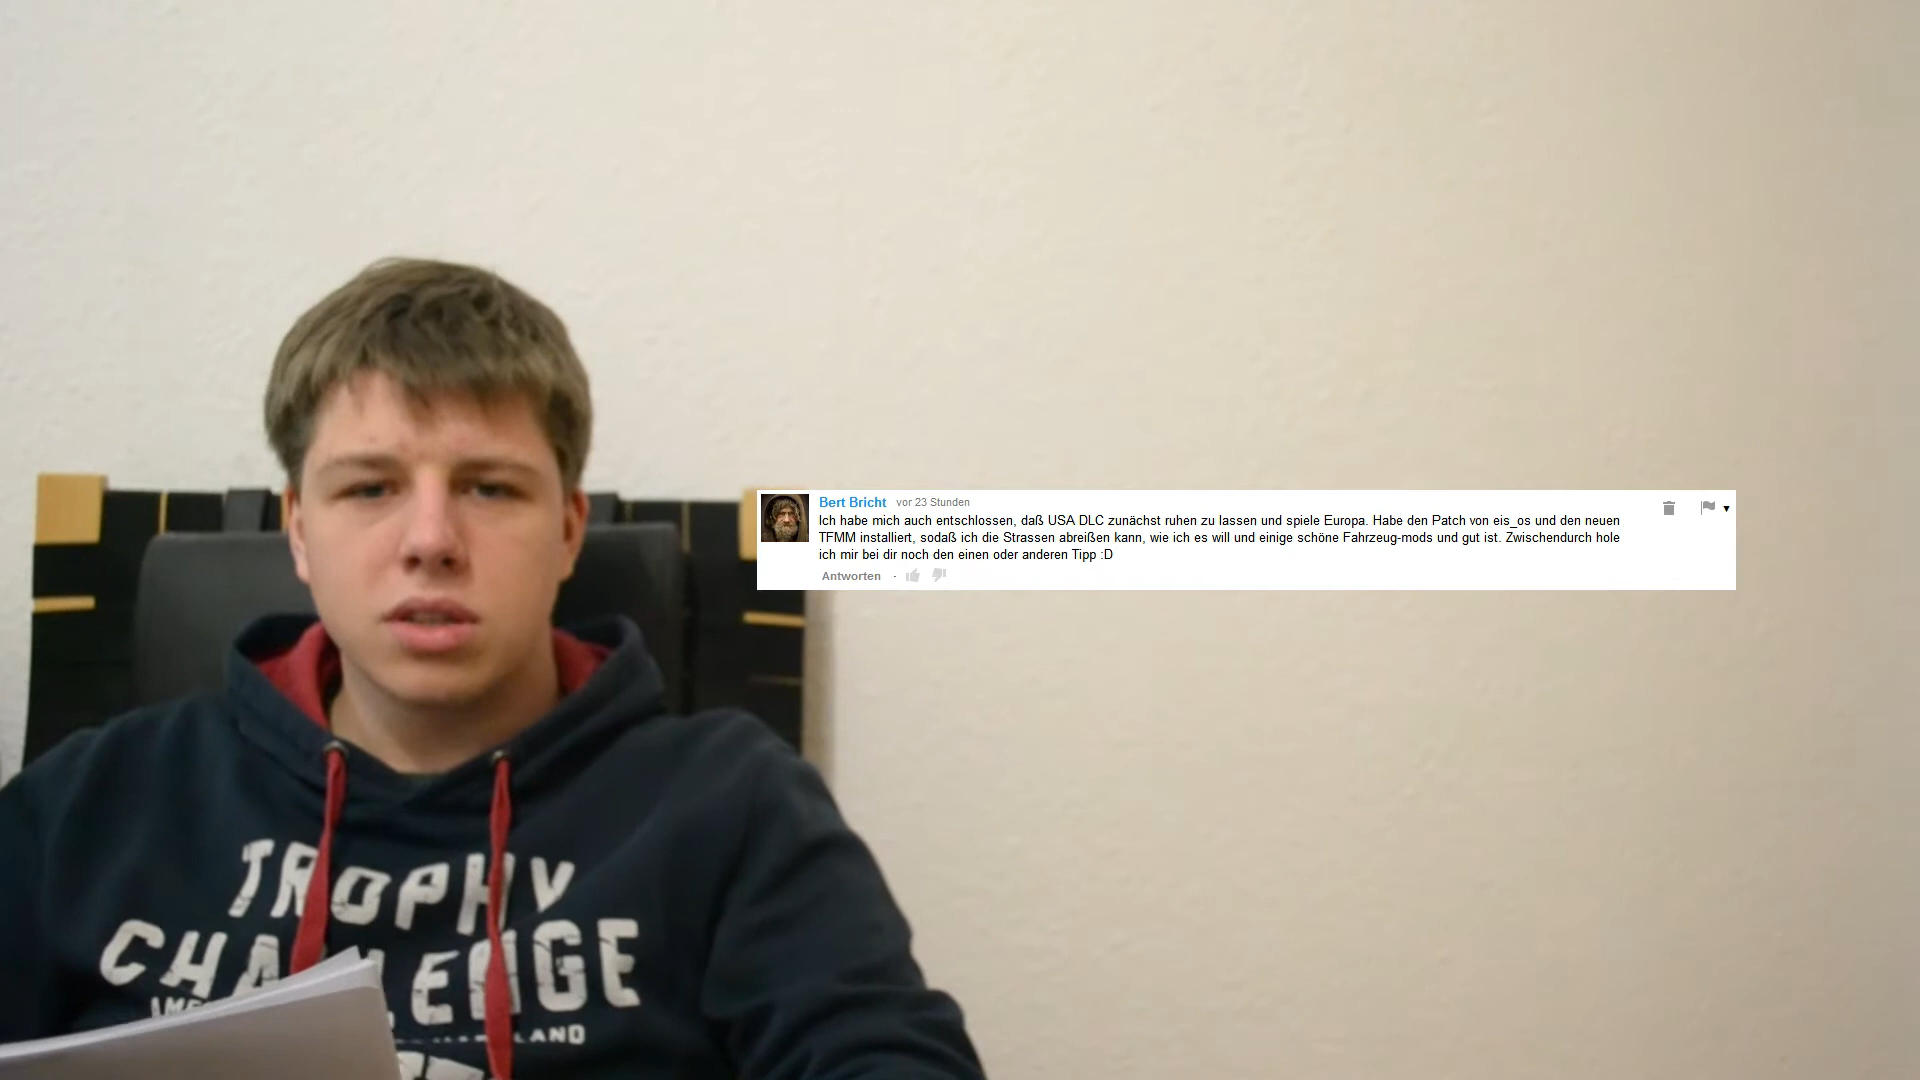 Bert Bricht vor 23 Stunden
Ich habe mich auch entschlossen, daß USA DLC zunächst ruhen zu lassen und spiele Europa. Habe den Patch von eis_os und den neuen
TFMM installiert, sodaß ich die Strassen abreißen kann, wie ich es will und einige schöne Fahrzeug-mods und gut ist. Zwischendurch hole
ich mir bei dir noch den einen oder anderen Tipp :D
Antworten ·
TROPHY
CHALLENGE